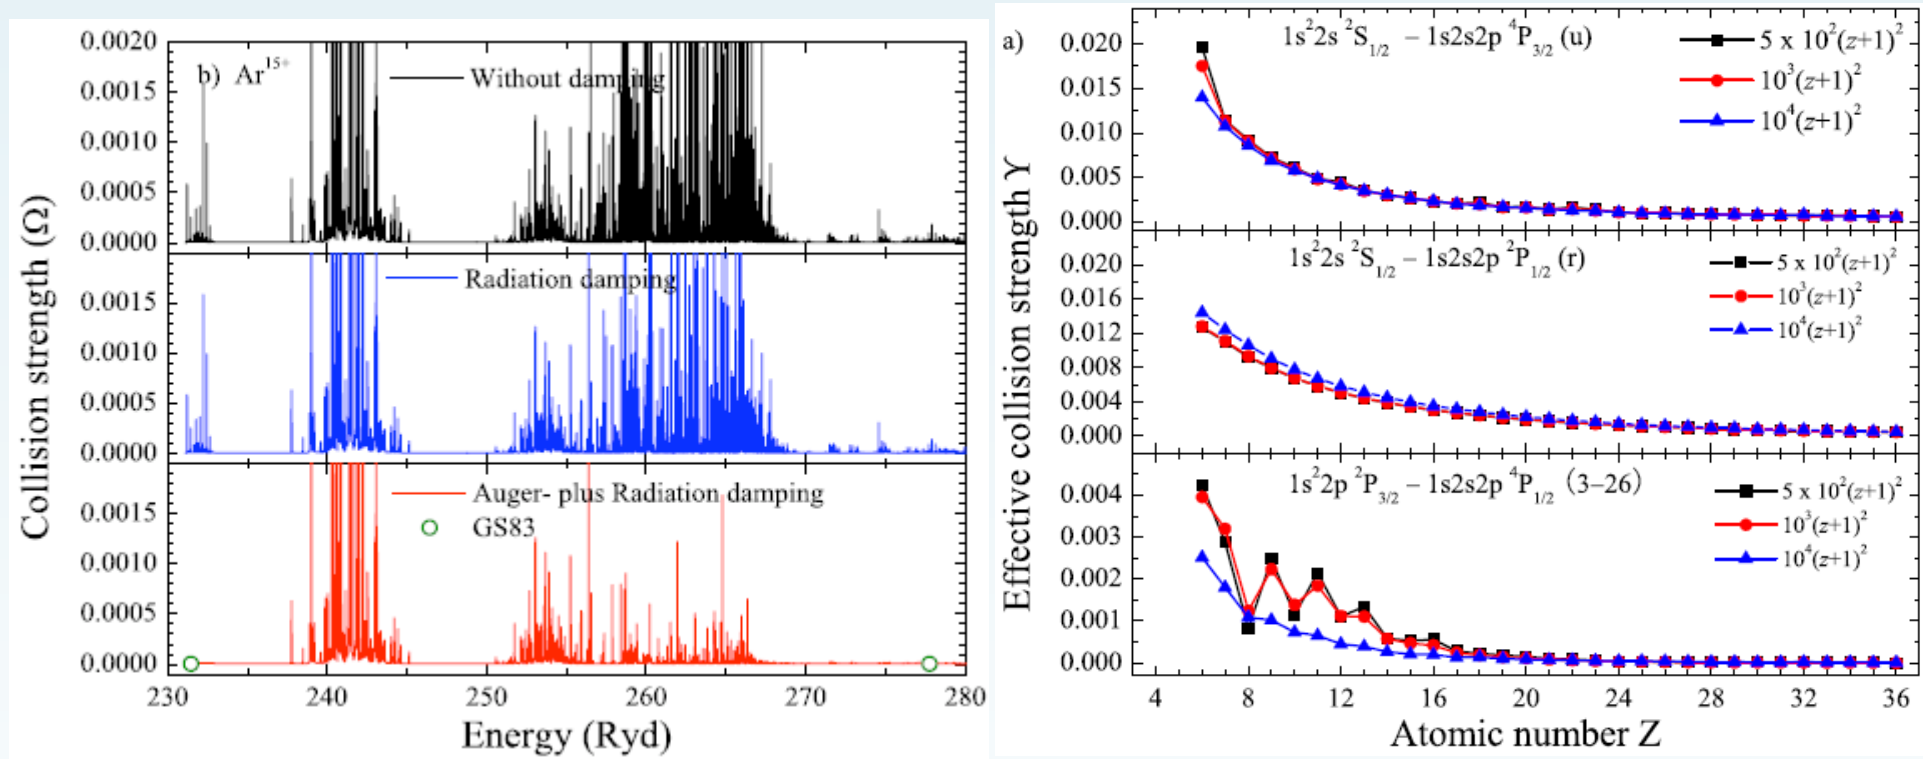 b) Ar¹⁵⁺
Without damping
0.0020
0.0015
0.0010
0.0005
0.0000
Radiation damping
0.0015
0.0010
0.0005
0.0000
Auger- plus Radiation damping
GS83
0.0015
0.0010
0.0005
0.0000
230 240 250 260 270 280
Energy (Ryd)
Collision strength (Ω)
a)
1s²2s ²S₁/₂ – 1s2s2p ⁴P₃/₂ (u)
5 x 10²(z+1)²
10³(z+1)²
10⁴(z+1)²
0.020
0.015
0.010
0.005
0.000
1s²2s ²S₁/₂ – 1s2s2p ²P₁/₂ (r)
5 x 10²(z+1)²
10³(z+1)²
10⁴(z+1)²
0.020
0.016
0.012
0.008
0.004
0.000
1s²2p ²P₃/₂ – 1s2s2p ⁴P₁/₂ (3–26)
5 x 10²(z+1)²
10³(z+1)²
10⁴(z+1)²
0.004
0.003
0.002
0.001
0.000
4 8 12 16 20 24 28 32 36
Atomic number Z
Effective collision strength ϒ